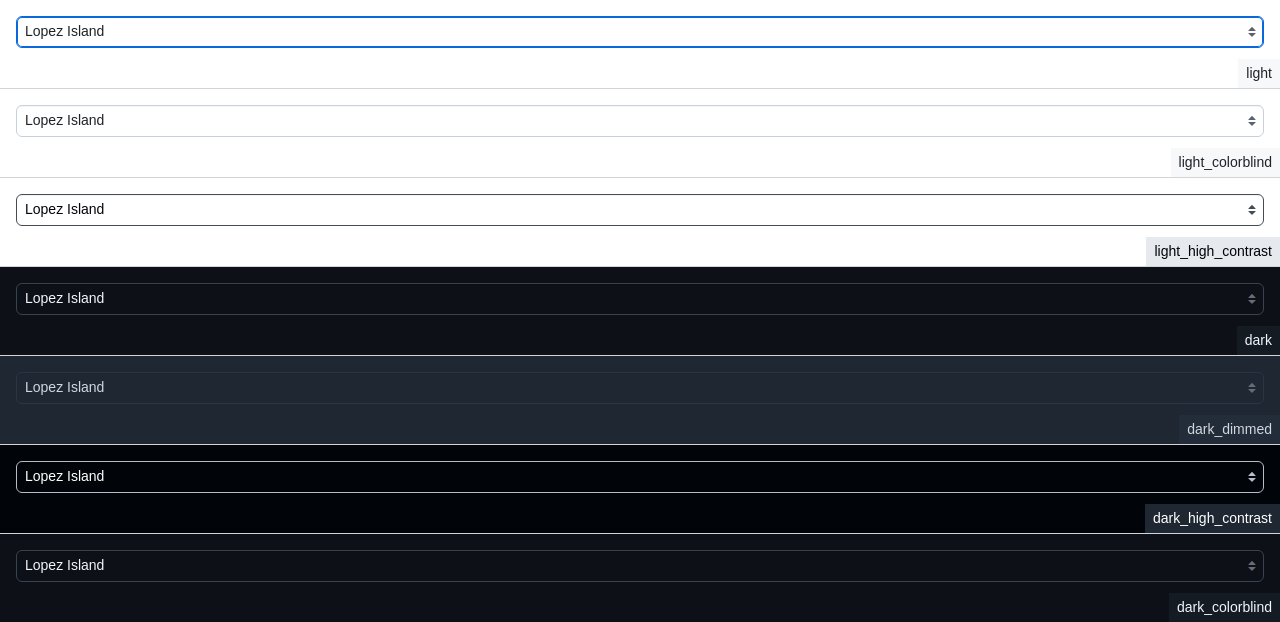 Lopez Island
light
Lopez Island
light_colorblind
Lopez Island
light_high_contrast
Lopez Island
dark
Lopez Island
dark_dimmed
Lopez Island
dark_high_contrast
Lopez Island
dark_colorblind